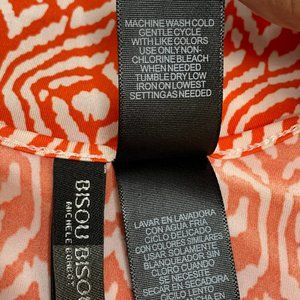 MACHINE WASH COLD
GENTLE CYCLE
WITH LIKE COLORS
USE ONLY NON-
CHLORINE BLEACH
WHEN NEEDED
TUMBLE DRY LOW
IRON ON LOWEST
SETTING AS NEEDED
BISOU BISOU
MICHELE
LAVAR EN LAVADORA
CON AGUA FRIA
CICLO DELICADO
CON COLORES SIMILARES
USAR SOLAMENTE
BLANQUEADOR SIN
CLORO CUANDO
ES NECESARIO
SECAR EN SECADORA
CICLO